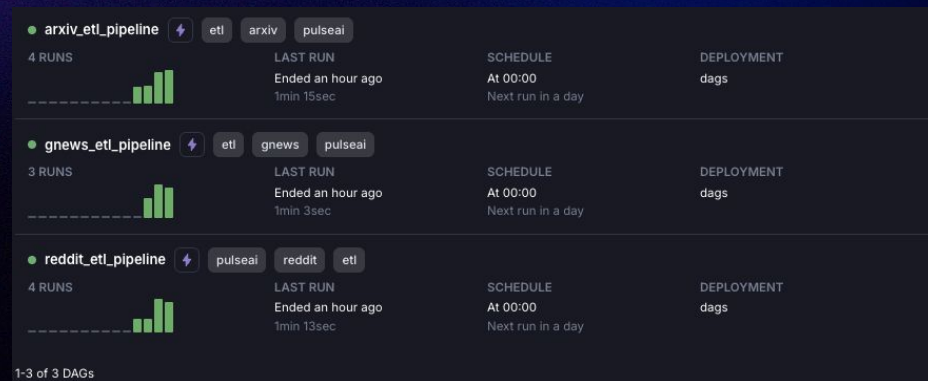 arxiv_etl_pipeline etl arxiv pulseai
4 RUNS LAST RUN SCHEDULE DEPLOYMENT
Ended an hour ago At 00:00 dags
1min 15sec Next run in a day
gnews_etl_pipeline etl gnews pulseai
3 RUNS LAST RUN SCHEDULE DEPLOYMENT
Ended an hour ago At 00:00 dags
1min 3sec Next run in a day
reddit_etl_pipeline pulseai reddit etl
4 RUNS LAST RUN SCHEDULE DEPLOYMENT
Ended an hour ago At 00:00 dags
1min 13sec Next run in a day
1-3 of 3 DAGs